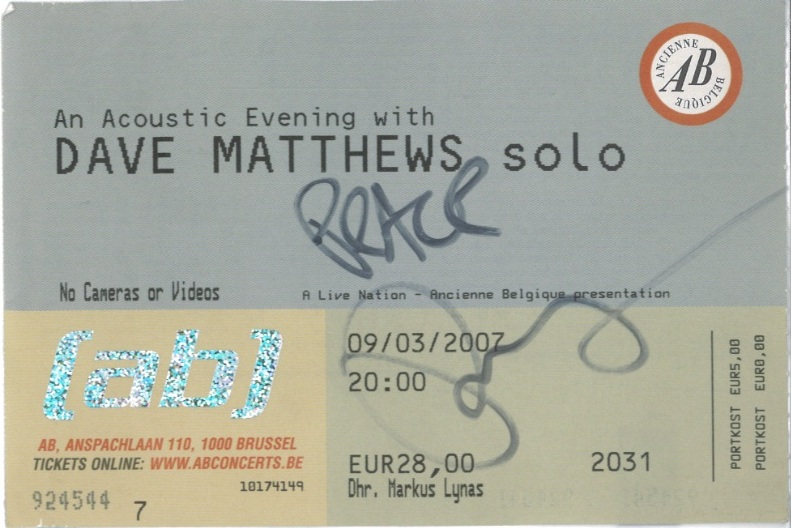 ANCIENNE BELGIQUE
AB
An Acoustic Evening with
DAVE MATTHEWS solo
PEACE
No Cameras or Videos
A Live Nation - Ancienne Belgique presentation
[ab]
09/03/2007
20:00
AB, ANSPACHLAAN 110, 1000 BRUSSEL
TICKETS ONLINE: WWW.ABCONCERTS.BE
EUR28,00 2031
Dhr. Markus Lynas
10174149
924544 7
PORTKOST EUR5,00
PORTKOST EUR0,00